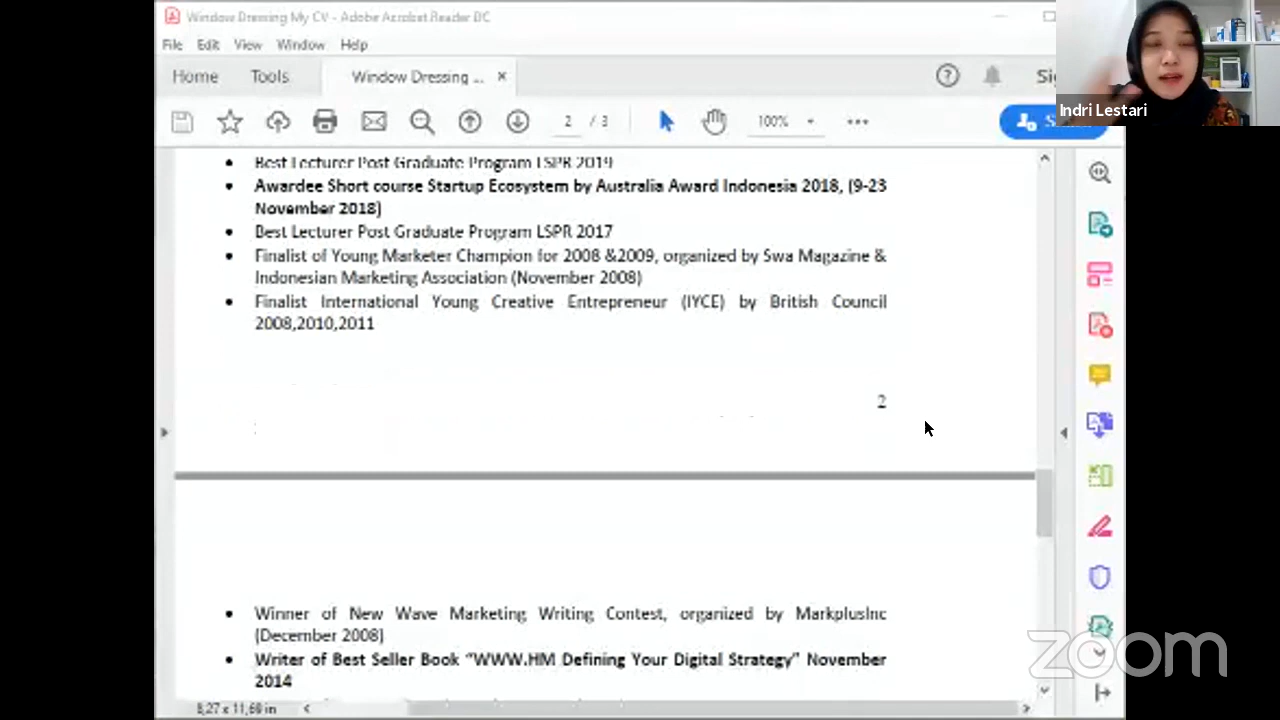 Window Dressing My CV - Adobe Acrobat Reader DC
File Edit View Window Help
Home Tools Window Dressing ... ×
2 / 3 100%
Indri Lestari
• Best Lecturer Post Graduate Program LSPR 2019
• Awardee Short course Startup Ecosystem by Australia Award Indonesia 2018, (9-23
November 2018)
• Best Lecturer Post Graduate Program LSPR 2017
• Finalist of Young Marketer Champion for 2008 &2009, organized by Swa Magazine &
Indonesian Marketing Association (November 2008)
• Finalist International Young Creative Entrepreneur (IYCE) by British Council
2008,2010,2011
2
• Winner of New Wave Marketing Writing Contest, organized by MarkplusInc
(December 2008)
• Writer of Best Seller Book “WWW.HM Defining Your Digital Strategy” November
2014
8,27 x 11,69 in
zoom